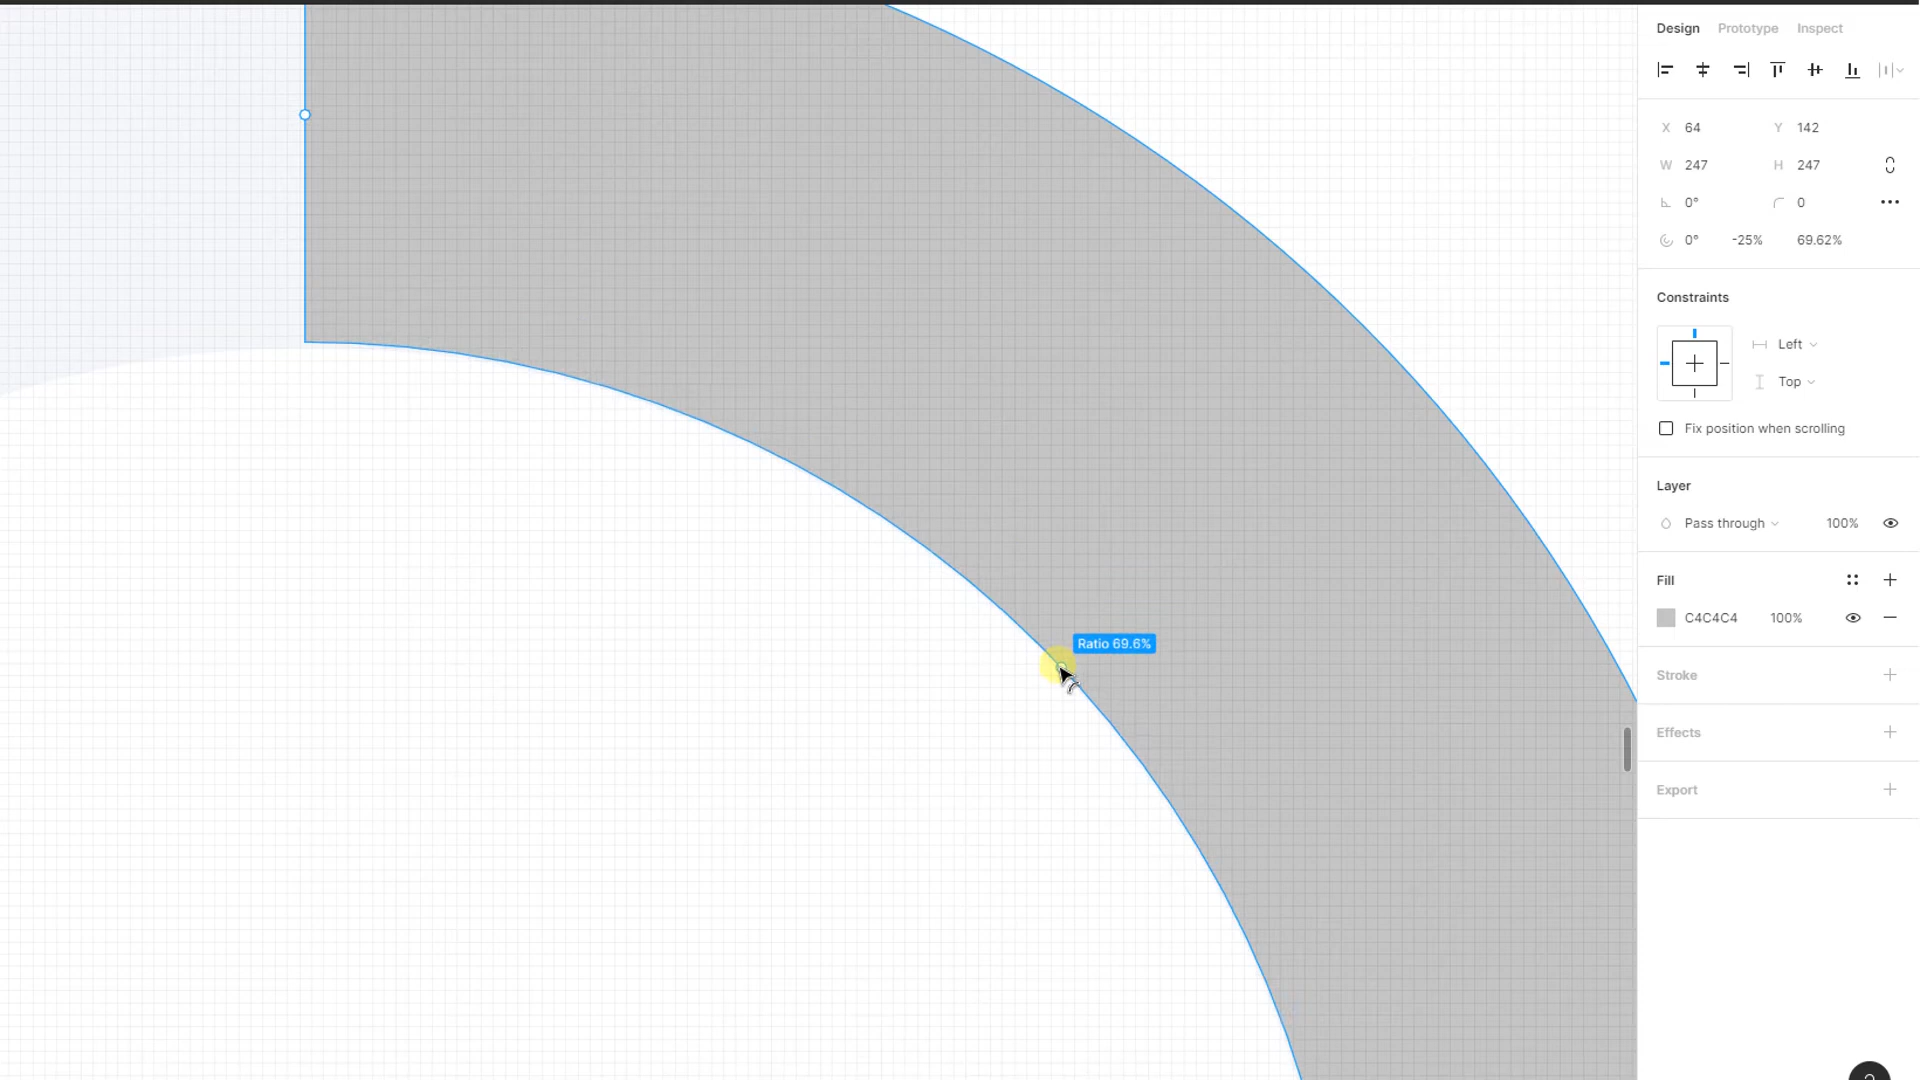 Design Prototype Inspect
X 64 Y 142
W 247 H 247
0° 0
0° -25% 69.62%
Constraints
Left
Top
Fix position when scrolling
Layer
Pass through 100%
Fill
C4C4C4 100%
Ratio 69.6%
Stroke
Effects
Export